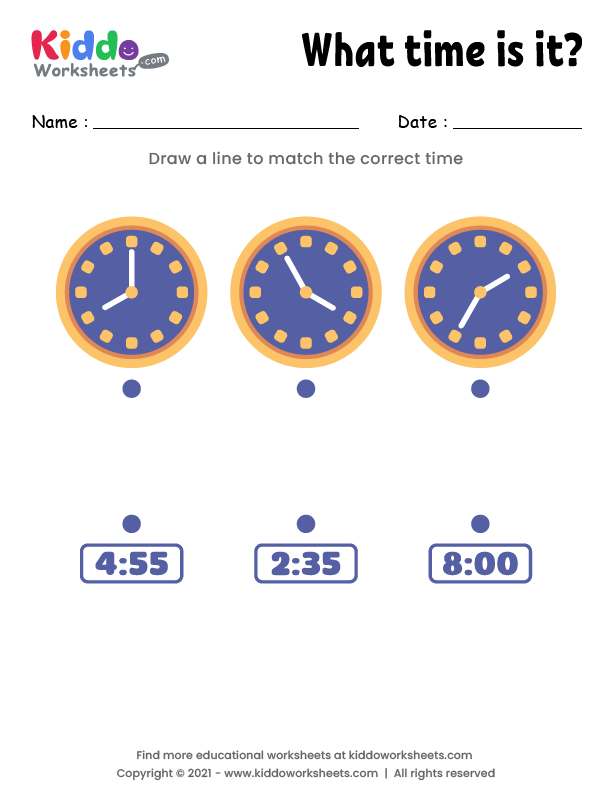 Kiddo
Worksheets
.com
What time is it?
Name :
Date :
Draw a line to match the correct time
4:55
2:35
8:00
Find more educational worksheets at kiddoworksheets.com
Copyright © 2021 - www.kiddoworksheets.com | All rights reserved